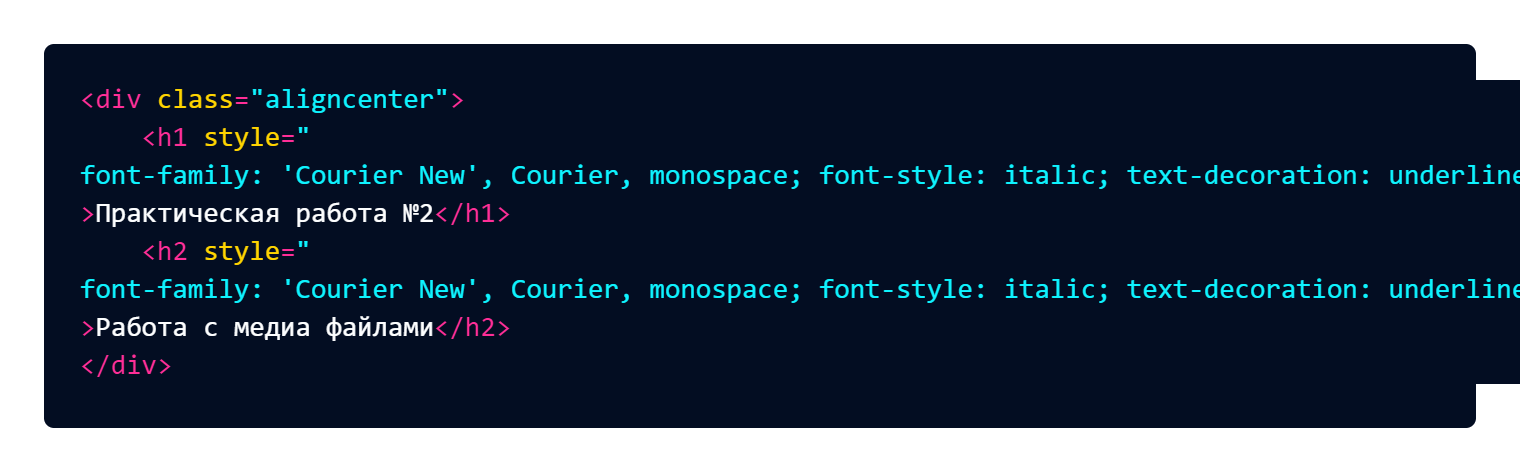 <div class="aligncenter">
    <h1 style="
font-family: 'Courier New', Courier, monospace; font-style: italic; text-decoration: underline
>Практическая работа №2</h1>
    <h2 style="
font-family: 'Courier New', Courier, monospace; font-style: italic; text-decoration: underline
>Работа с медиа файлами</h2>
</div>